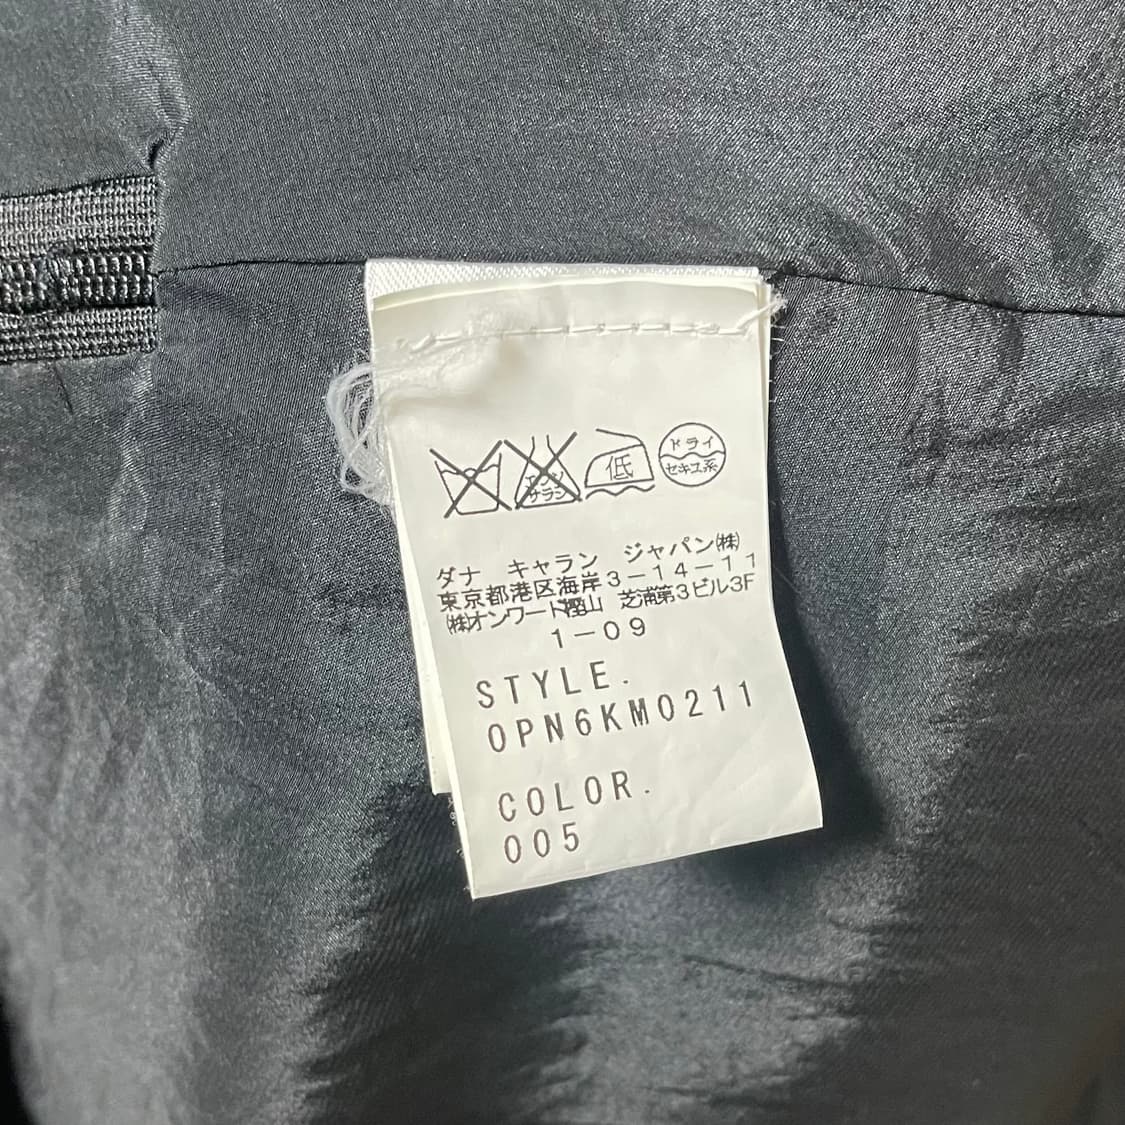 エンソ
サラシ
低
ドライ
セキユ系
ダナ キャラン ジャパン(株)
東京都港区海岸3-14-11
(株)オンワード樫山 芝浦第3ビル3F
1-09
STYLE.
OPN6KM0211
COLOR.
005